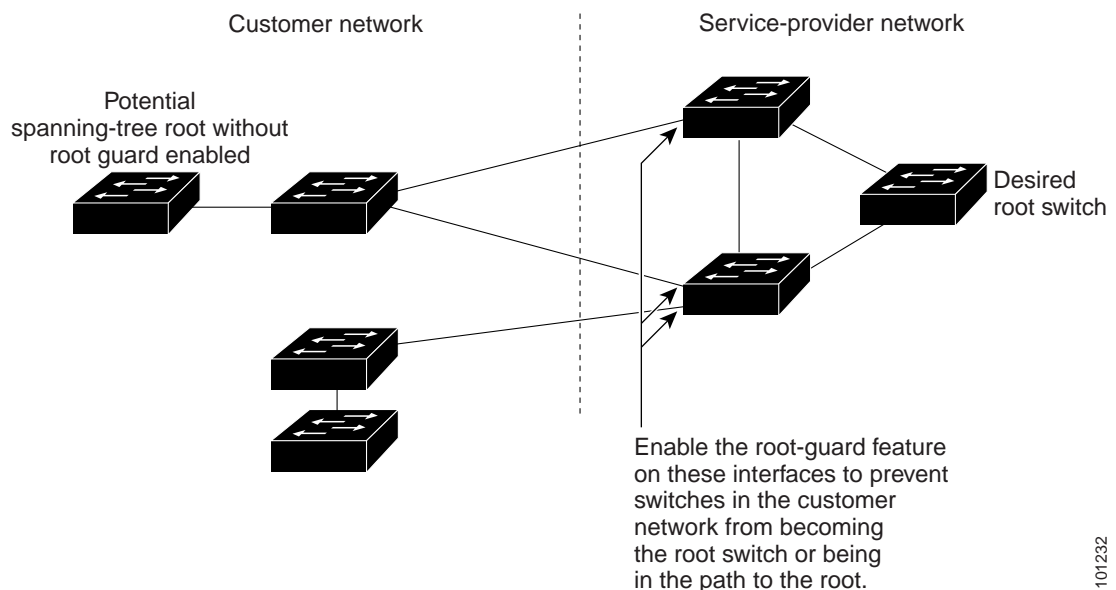 Customer network
Service-provider network
Potential
spanning-tree root without
root guard enabled
Desired
root switch
Enable the root-guard feature
on these interfaces to prevent
switches in the customer
network from becoming
the root switch or being
in the path to the root.
101232